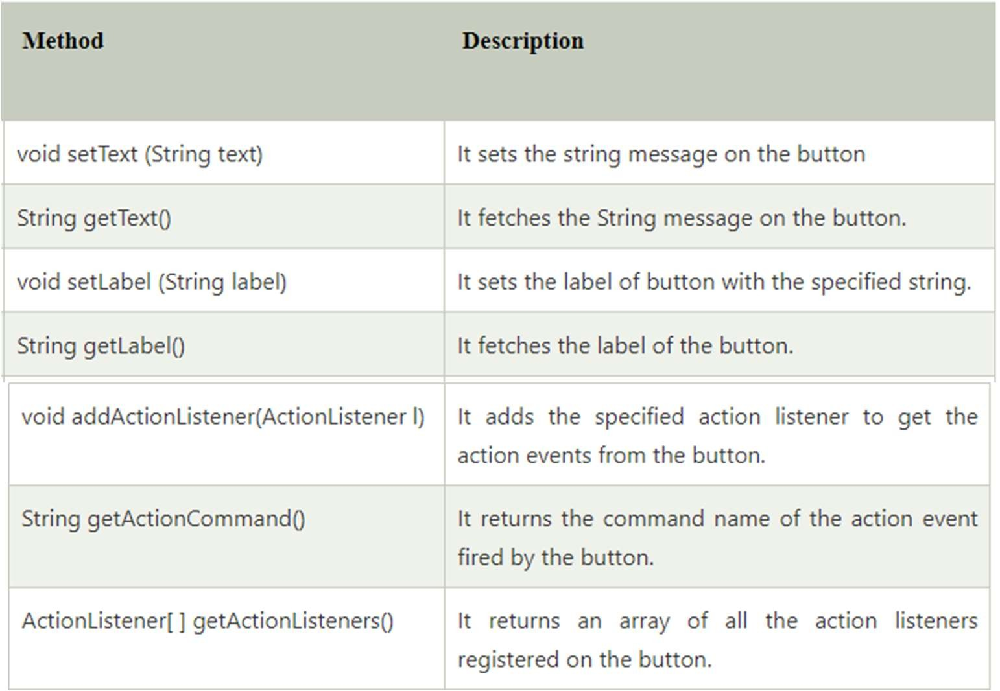 Method Description
void setText (String text) It sets the string message on the button
String getText() It fetches the String message on the button.
void setLabel (String label) It sets the label of button with the specified string.
String getLabel() It fetches the label of the button.
void addActionListener(ActionListener l) It adds the specified action listener to get the
action events from the button.
String getActionCommand() It returns the command name of the action event
fired by the button.
ActionListener[ ] getActionListeners() It returns an array of all the action listeners
registered on the button.